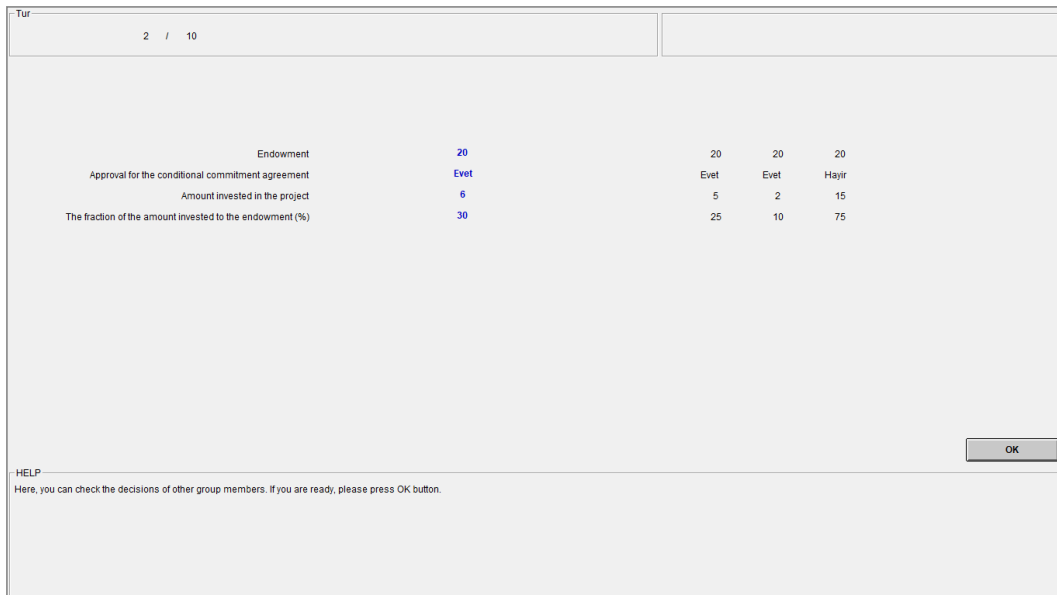 Tur
2 / 10
Endowment 20 20 20 20
Approval for the conditional commitment agreement Evet Evet Evet Hayir
Amount invested in the project 6 5 2 15
The fraction of the amount invested to the endowment (%) 30 25 10 75
OK
HELP
Here, you can check the decisions of other group members. If you are ready, please press OK button.